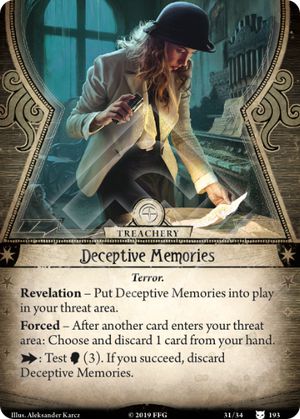 TREACHERY
Deceptive Memories
Terror.
Revelation – Put Deceptive Memories into play
in your threat area.
Forced – After another card enters your threat
area: Choose and discard 1 card from your hand.
: Test (3). If you succeed, discard
Deceptive Memories.
Illus. Aleksander Karcz
© 2019 FFG
31/34
193